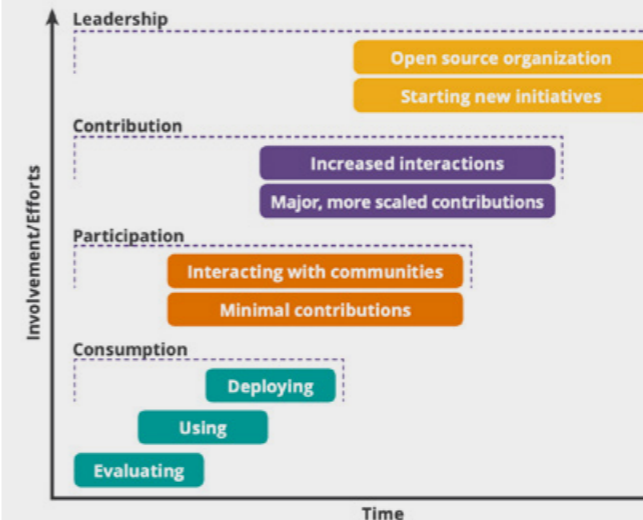 Leadership
Open source organization
Starting new initiatives
Contribution
Increased interactions
Major, more scaled contributions
Participation
Interacting with communities
Minimal contributions
Consumption
Deploying
Using
Evaluating
Involvement/Efforts
Time